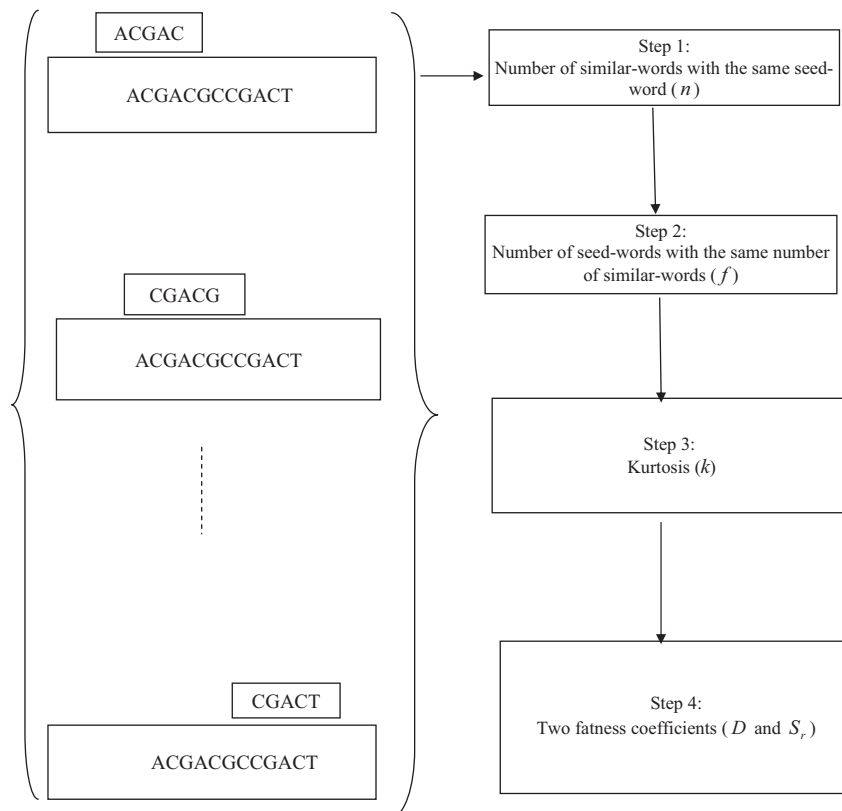 ACGAC
ACGACGCCGACT
CGACG
ACGACGCCGACT
CGACT
ACGACGCCGACT
Step 1:
Number of similar-words with the same seed-
word (n)
Step 2:
Number of seed-words with the same number
of similar-words (f)
Step 3:
Kurtosis (k)
Step 4:
Two fatness coefficients (D and S_r)